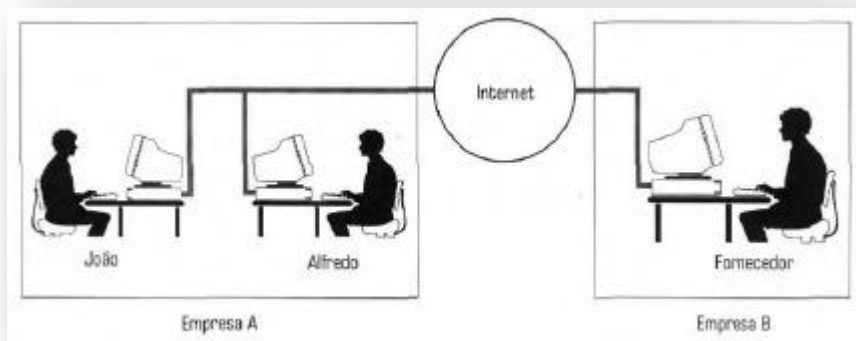 Internet
João
Alfredo
Fornecedor
Empresa A
Empresa B